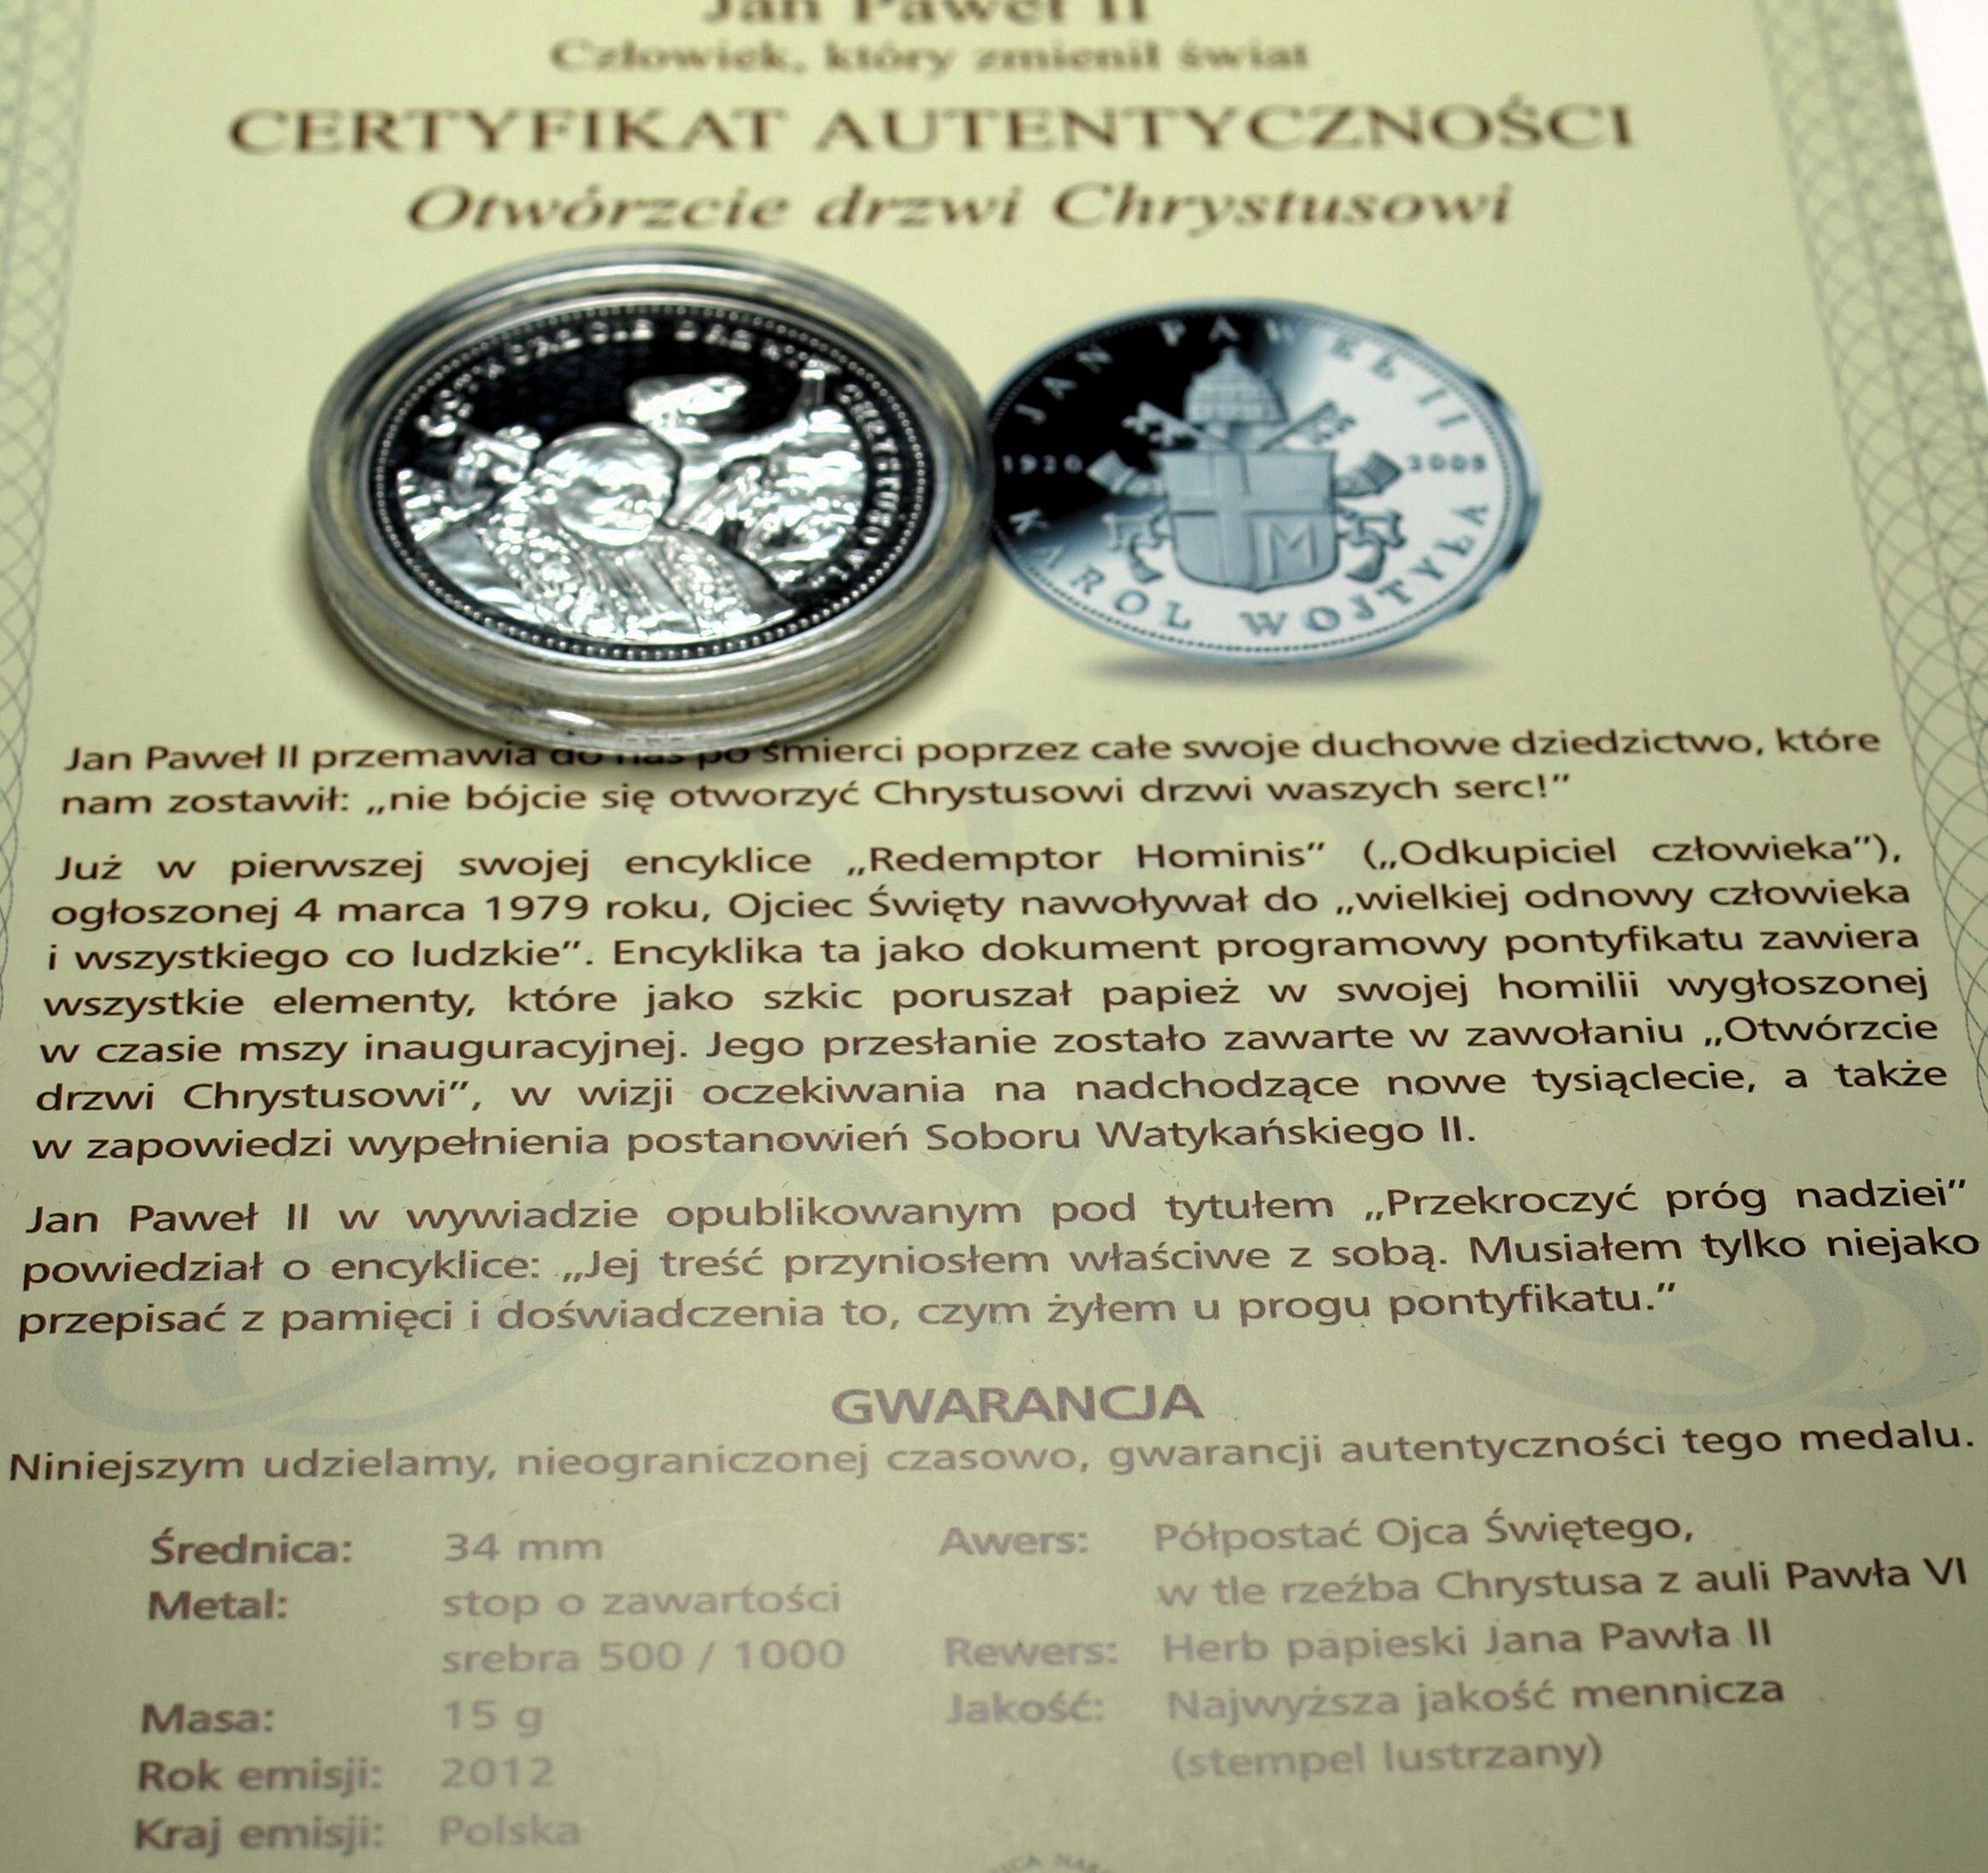 Jan Paweł II
Człowiek, który zmienił świat
CERTYFIKAT AUTENTYCZNOŚCI
Otwórzcie drzwi Chrystusowi
OTWÓRZCIE DRZWI CHRYSTUSOWI
JAN PAWEŁ II
1920 2005
KAROL WOJTYŁA
M
Jan Paweł II przemawia do nas po śmierci poprzez całe swoje duchowe dziedzictwo, które
nam zostawił: „nie bójcie się otworzyć Chrystusowi drzwi waszych serc!”
Już w pierwszej swojej encyklice „Redemptor Hominis” („Odkupiciel człowieka”),
ogłoszonej 4 marca 1979 roku, Ojciec Święty nawoływał do „wielkiej odnowy człowieka
i wszystkiego co ludzkie”. Encyklika ta jako dokument programowy pontyfikatu zawiera
wszystkie elementy, które jako szkic poruszał papież w swojej homilii wygłoszonej
w czasie mszy inauguracyjnej. Jego przesłanie zostało zawarte w zawołaniu „Otwórzcie
drzwi Chrystusowi”, w wizji oczekiwania na nadchodzące nowe tysiąclecie, a także
w zapowiedzi wypełnienia postanowień Soboru Watykańskiego II.
Jan Paweł II w wywiadzie opublikowanym pod tytułem „Przekroczyć próg nadziei”
powiedział o encyklice: „Jej treść przyniosłem właściwe z sobą. Musiałem tylko niejako
przepisać z pamięci i doświadczenia to, czym żyłem u progu pontyfikatu.”
GWARANCJA
Niniejszym udzielamy, nieograniczonej czasowo, gwarancji autentyczności tego medalu.
Średnica: 34 mm
Metal: stop o zawartości
srebra 500 / 1000
Masa: 15 g
Rok emisji: 2012
Kraj emisji: Polska
Awers: Półpostać Ojca Świętego,
w tle rzeźba Chrystusa z auli Pawła VI
Rewers: Herb papieski Jana Pawła II
Jakość: Najwyższa jakość mennicza
(stempel lustrzany)